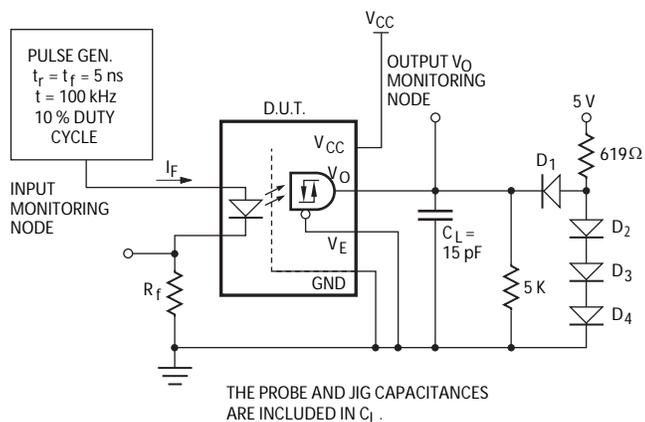 PULSE GEN.
tr = tf = 5 ns
t = 100 kHz
10 % DUTY
CYCLE
VCC
OUTPUT VO
MONITORING
NODE
D.U.T.
5 V
VCC
D1
619Ω
IF
VO
INPUT
MONITORING
NODE
D2
VE
CL =
15 pF
D3
Rf
GND
5 K
D4
THE PROBE AND JIG CAPACITANCES
ARE INCLUDED IN CL.